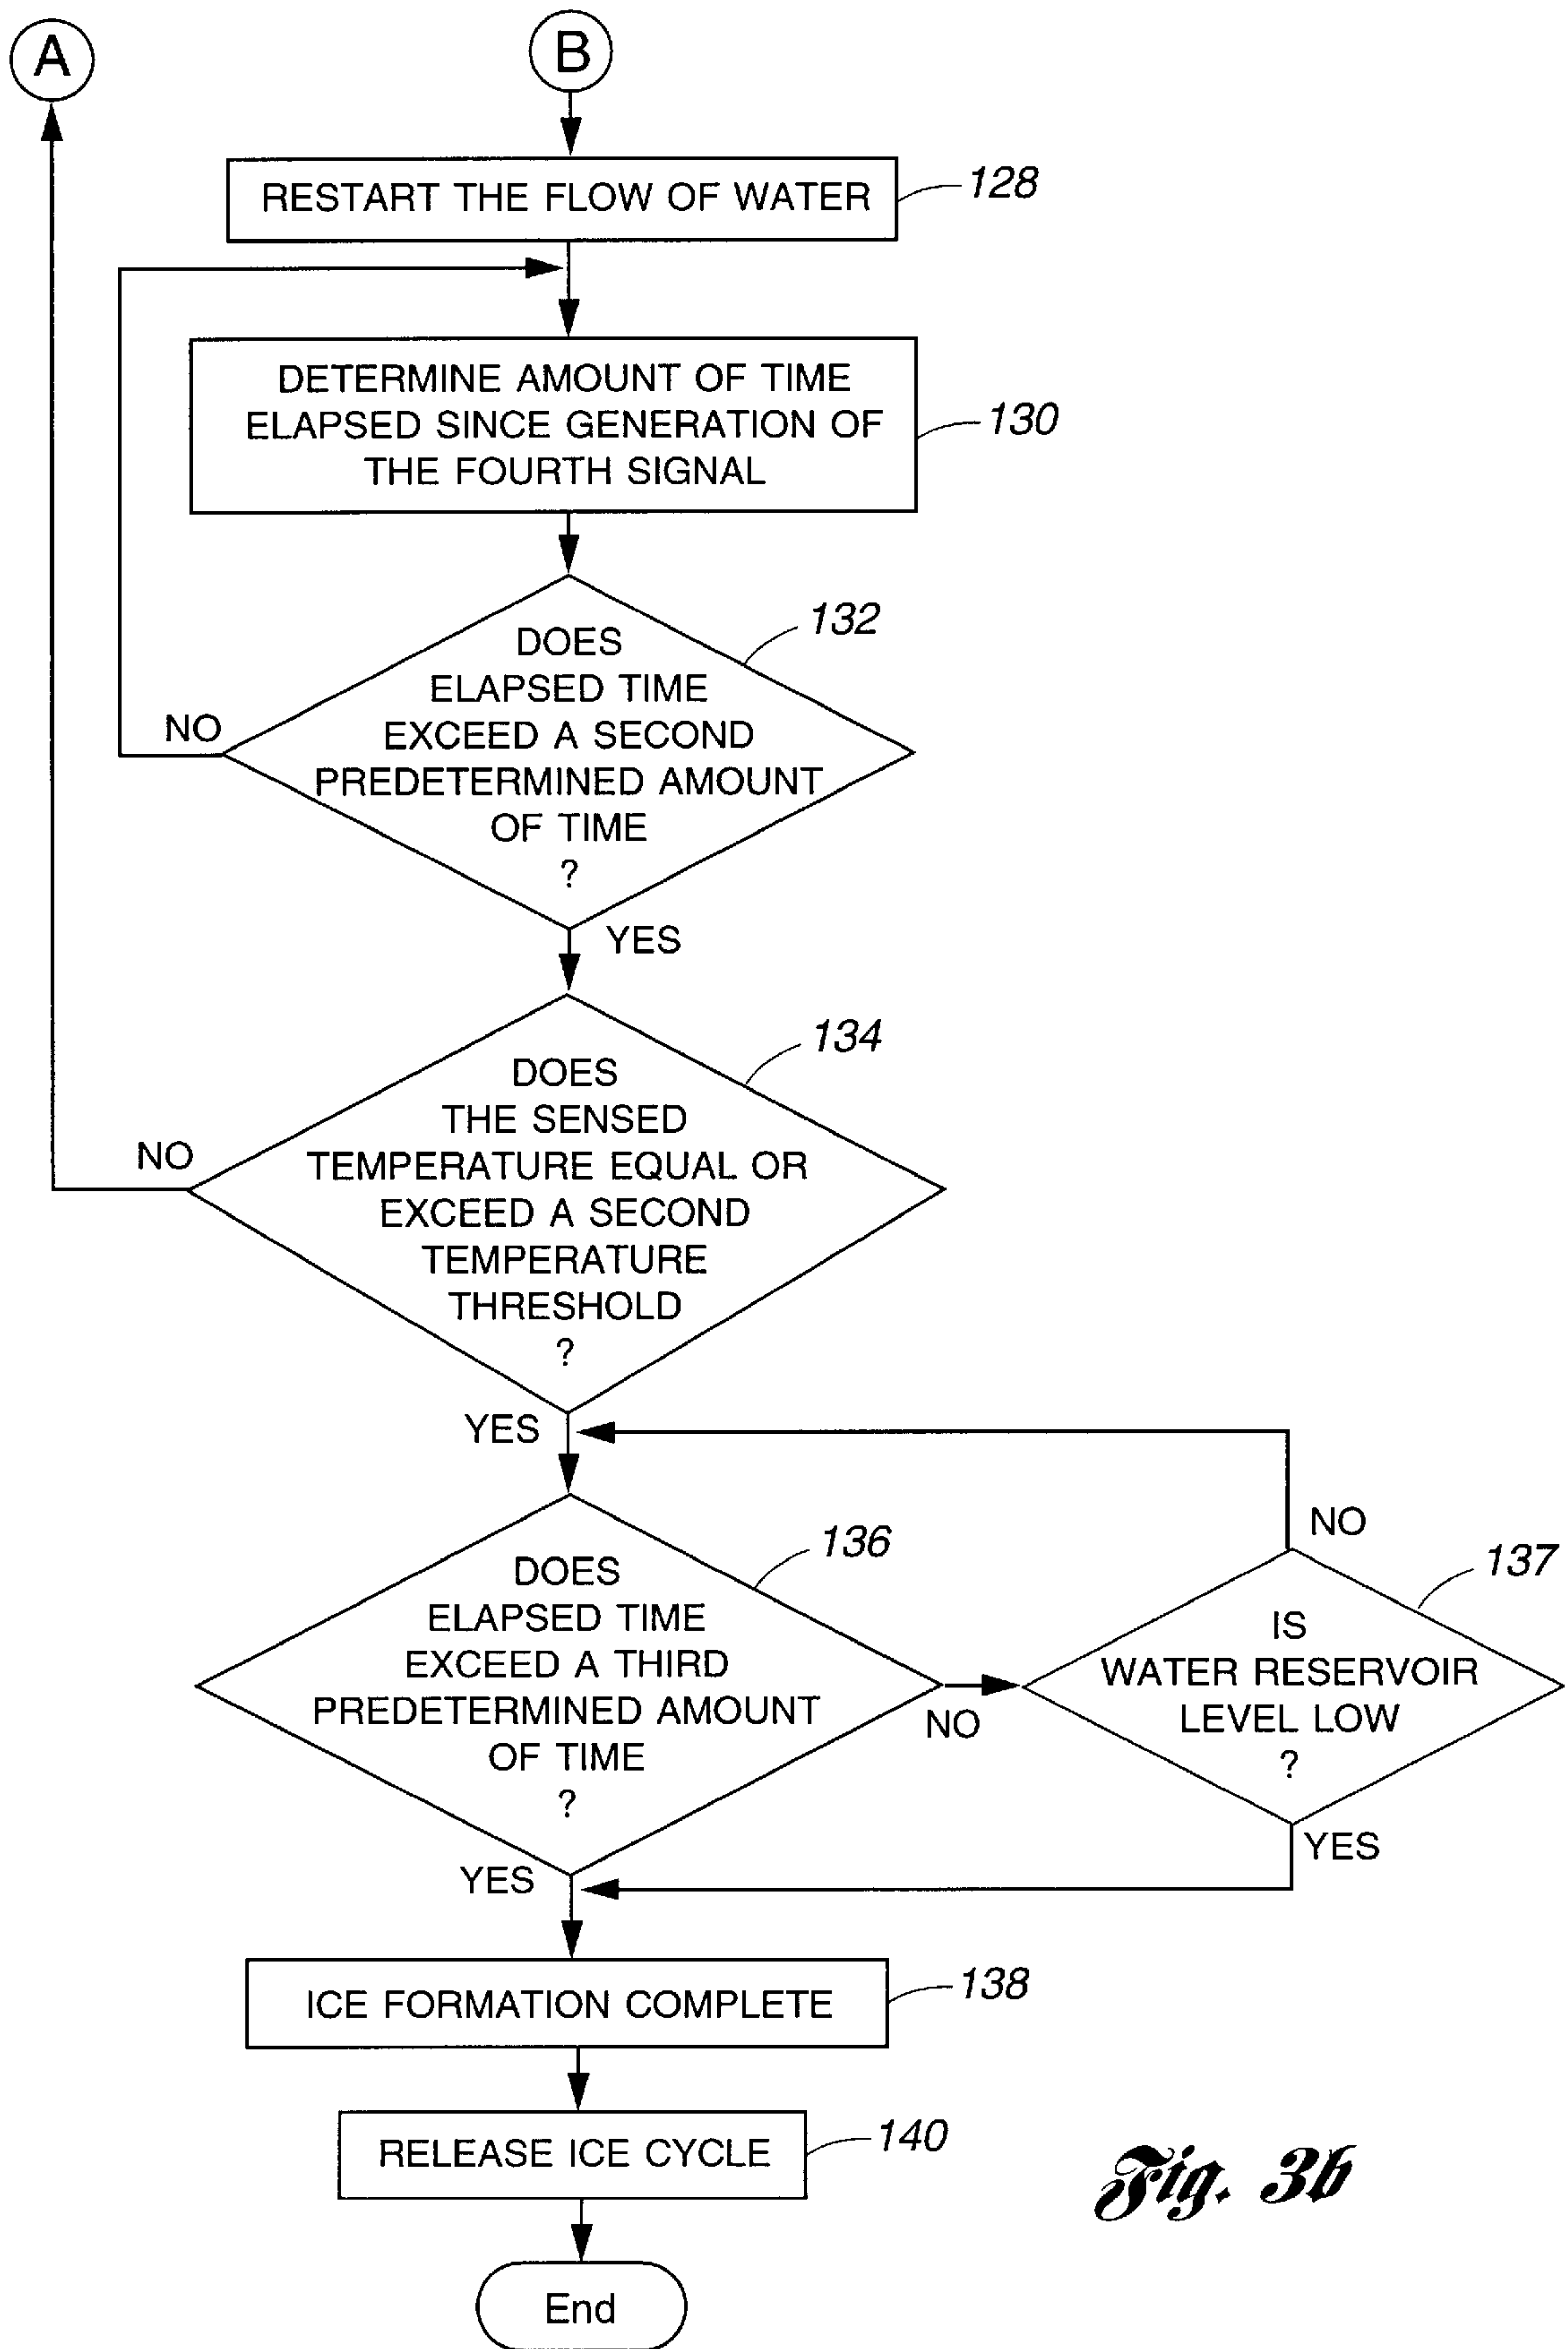 A
B
RESTART THE FLOW OF WATER
128
DETERMINE AMOUNT OF TIME
ELAPSED SINCE GENERATION OF
THE FOURTH SIGNAL
130
132
DOES
ELAPSED TIME
EXCEED A SECOND
PREDETERMINED AMOUNT
OF TIME
?
NO
YES
134
DOES
THE SENSED
TEMPERATURE EQUAL OR
EXCEED A SECOND
TEMPERATURE
THRESHOLD
?
NO
YES
136
DOES
ELAPSED TIME
EXCEED A THIRD
PREDETERMINED AMOUNT
OF TIME
?
NO
YES
NO
137
IS
WATER RESERVOIR
LEVEL LOW
?
YES
ICE FORMATION COMPLETE
138
RELEASE ICE CYCLE
140
End
Fig. 3b